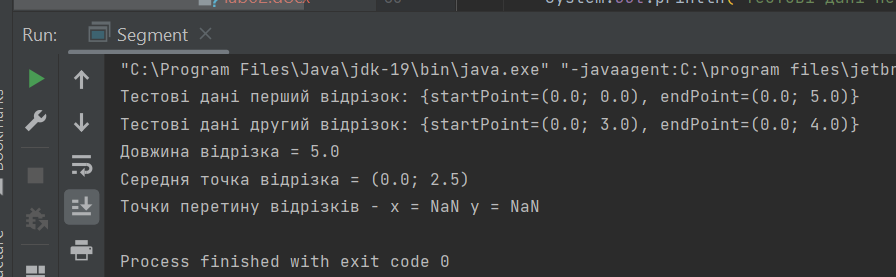 lab02.docx
Run: Segment
"C:\Program Files\Java\jdk-19\bin\java.exe" "-javaagent:C:\program files\jetbr
Тестові дані перший відрізок: {startPoint=(0.0; 0.0), endPoint=(0.0; 5.0)}
Тестові дані другий відрізок: {startPoint=(0.0; 3.0), endPoint=(0.0; 4.0)}
Довжина відрізка = 5.0
Середня точка відрізка = (0.0; 2.5)
Точки перетину відрізків - x = NaN y = NaN
Process finished with exit code 0